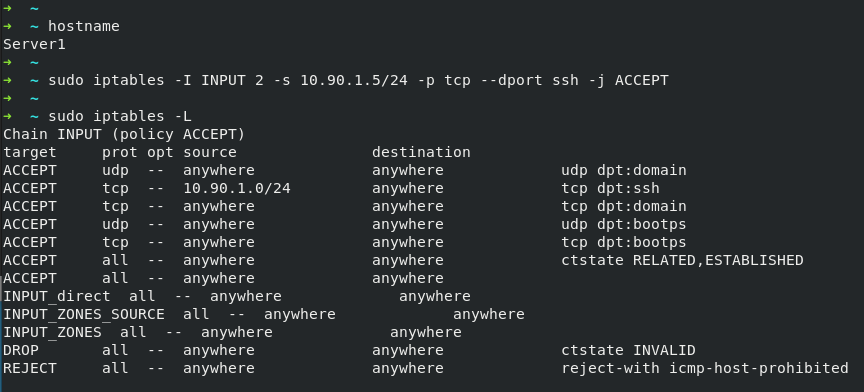 ➜ ~
➜ ~ hostname
Server1
➜ ~
➜ ~ sudo iptables -I INPUT 2 -s 10.90.1.5/24 -p tcp --dport ssh -j ACCEPT
➜ ~
➜ ~ sudo iptables -L
Chain INPUT (policy ACCEPT)
target     prot opt source               destination
ACCEPT     udp  --  anywhere             anywhere             udp dpt:domain
ACCEPT     tcp  --  10.90.1.0/24         anywhere             tcp dpt:ssh
ACCEPT     tcp  --  anywhere             anywhere             tcp dpt:domain
ACCEPT     udp  --  anywhere             anywhere             udp dpt:bootps
ACCEPT     tcp  --  anywhere             anywhere             tcp dpt:bootps
ACCEPT     all  --  anywhere             anywhere             ctstate RELATED,ESTABLISHED
ACCEPT     all  --  anywhere             anywhere
INPUT_direct  all  --  anywhere             anywhere
INPUT_ZONES_SOURCE  all  --  anywhere             anywhere
INPUT_ZONES  all  --  anywhere             anywhere
DROP       all  --  anywhere             anywhere             ctstate INVALID
REJECT     all  --  anywhere             anywhere             reject-with icmp-host-prohibited